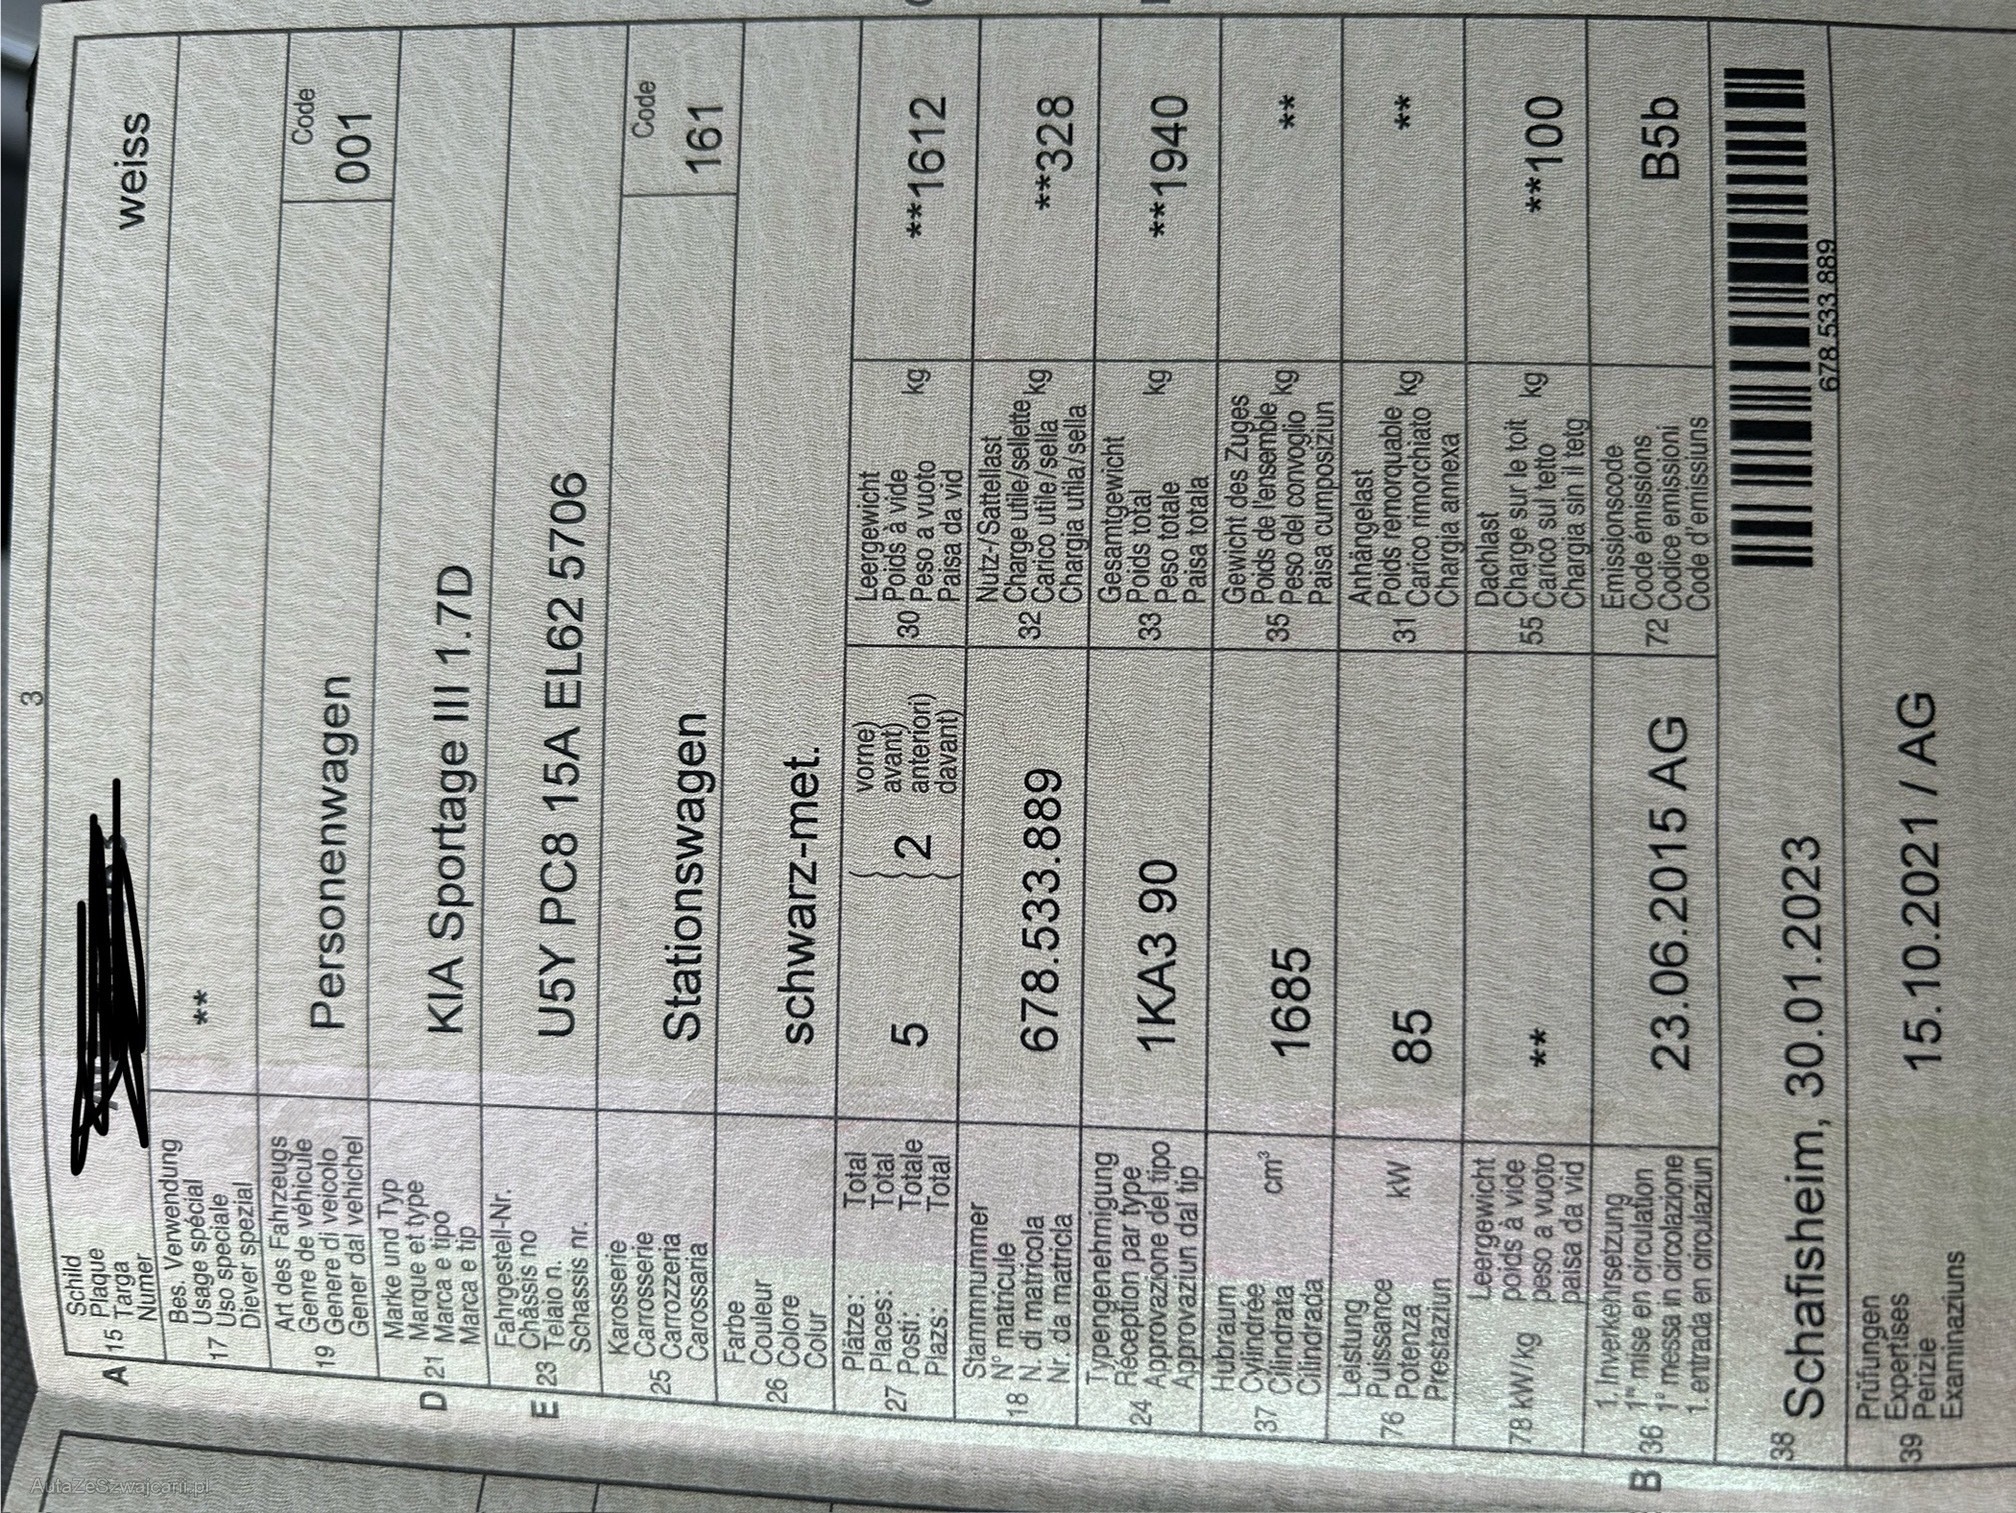 3
A 15
Schild
Plaque
Targa
Numer
weiss
17
Bes. Verwendung
Usage spécial
Uso speciale
Diever spezial
**
19
Art des Fahrzeugs
Genre de véhicule
Genere di veicolo
Gener dal vehichel
Personenwagen
Code
001
D 21
Marke und Typ
Marque et type
Marca e tipo
Marca e tip
KIA Sportage III 1.7D
E 23
Fahrgestell-Nr.
Châssis no
Telaio n.
Schassis nr.
U5Y PC8 15A EL62 5706
25
Karosserie
Carrosserie
Carrozzeria
Carossaria
Stationswagen
Code
161
26
Farbe
Couleur
Colore
Colur
schwarz-met.
27
Plätze: Total
Places: Total
Posti: Totale
Plazs: Total
5
2
vorne)
avant)
anteriori)
davant)
30
Leergewicht
Poids à vide
Peso a vuoto kg
Paisa da vid
**1612
18
Stammnummer
N° matricule
N. di matricola
Nr. da matricla
678.533.889
32
Nutz-/Sattellast
Charge utile/sellette
Carico utile/sella kg
Chargia utila/sella
**328
24
Typengenehmigung
Réception par type
Approvazione del tipo
Approvaziun dal tip
1KA3 90
33
Gesamtgewicht
Poids total
Peso totale kg
Paisa totala
**1940
37
Hubraum
Cylindrée
Cilindrata cm³
Cilindrada
1685
35
Gewicht des Zuges
Poids de l'ensemble
Peso del convoglio kg
Paisa cumposiziun
**
76
Leistung
Puissance
Potenza kW
Prestaziun
85
31
Anhängelast
Poids remorquable
Carico rimorchiato kg
Chargia annexa
**
78 kW/kg
Leergewicht
poids à vide
peso a vuoto
paisa da vid
**
55
Dachlast
Charge sur le toit
Carico sul tetto kg
Chargia sin il tetg
**100
B 36
1. Inverkehrsetzung
1re mise en circulation
1a messa in circolazione
1. entrada en circulaziun
23.06.2015 AG
72
Emissionscode
Code émissions
Codice emissioni
Code d'emissiuns
B5b
38
Schafisheim, 30.01.2023
678.533.889
39
Prüfungen
Expertises
Perizie
Examinaziuns
15.10.2021 / AG
AutaZeSzwajcarii.pl